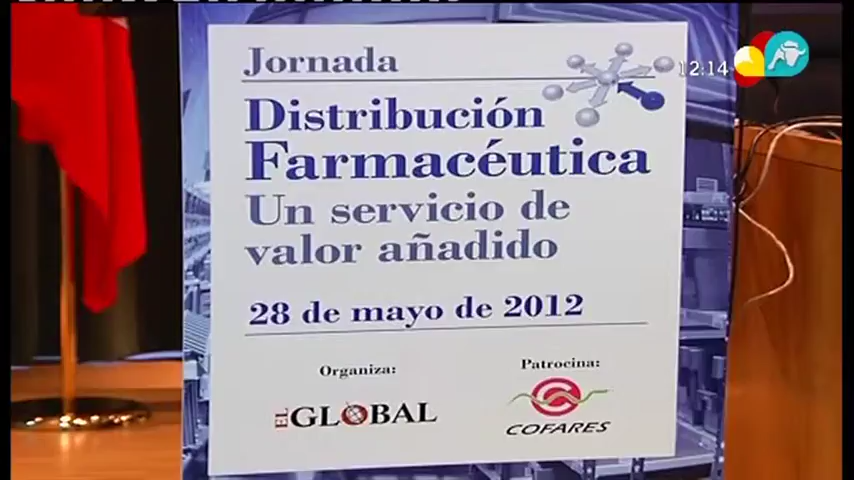 Jornada
12:14
Distribución
Farmacéutica
Un servicio de
valor añadido
28 de mayo de 2012
Organiza:
Patrocina:
EL GLOBAL
COFARES